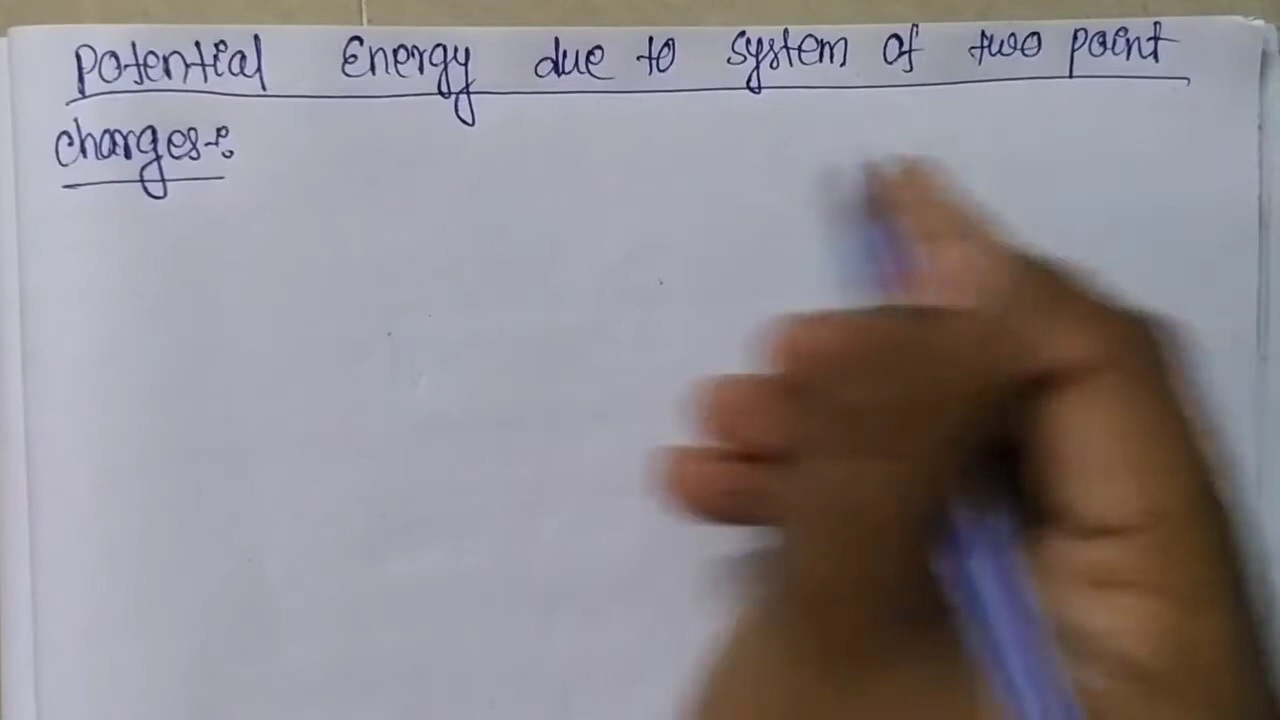 Potential Energy due to system of two point
charges:-